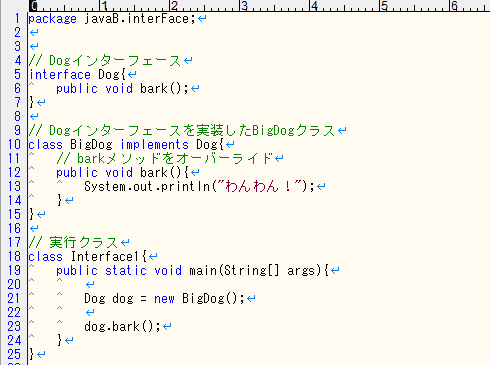 0 1 2 3 4 5 6
1 package javaB.interFace;↵
2 ↵
3 ↵
4 // Dogインターフェース↵
5 interface Dog{↵
6 ^ public void bark();↵
7 }↵
8 ↵
9 // Dogインターフェースを実装したBigDogクラス↵
10 class BigDog implements Dog{↵
11 ^ // barkメソッドをオーバーライド↵
12 ^ public void bark(){↵
13 ^ ^ System.out.println("わんわん！");↵
14 ^ }↵
15 }↵
16 ↵
17 // 実行クラス↵
18 class Interface1{↵
19 ^ public static void main(String[] args){↵
20 ^ ^ ↵
21 ^ ^ Dog dog = new BigDog();↵
22 ^ ^ ↵
23 ^ ^ dog.bark();↵
24 ^ }↵
25 }↵